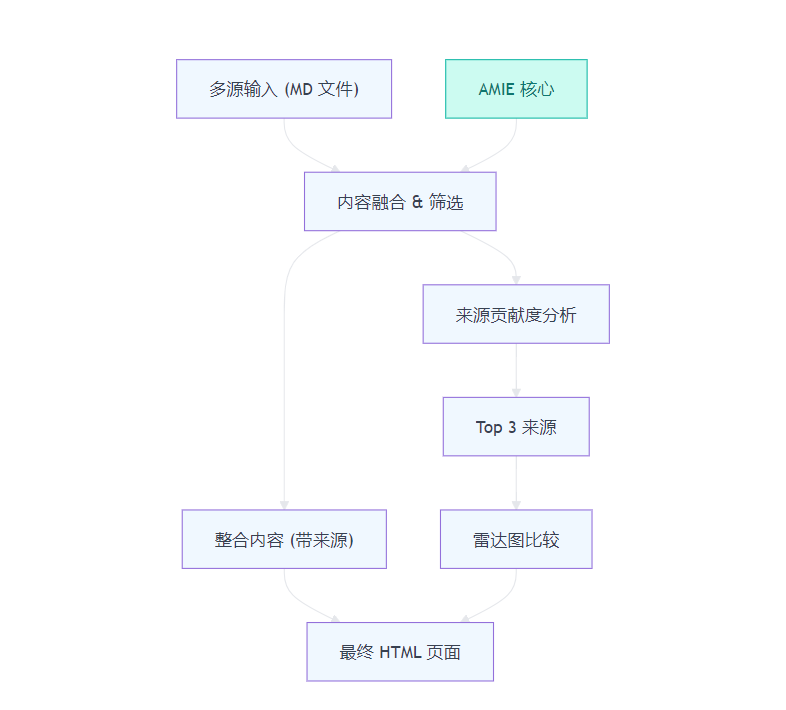 多源输入 (MD 文件)
AMIE 核心
内容融合 & 筛选
来源贡献度分析
Top 3 来源
整合内容 (带来源)
雷达图比较
最终 HTML 页面